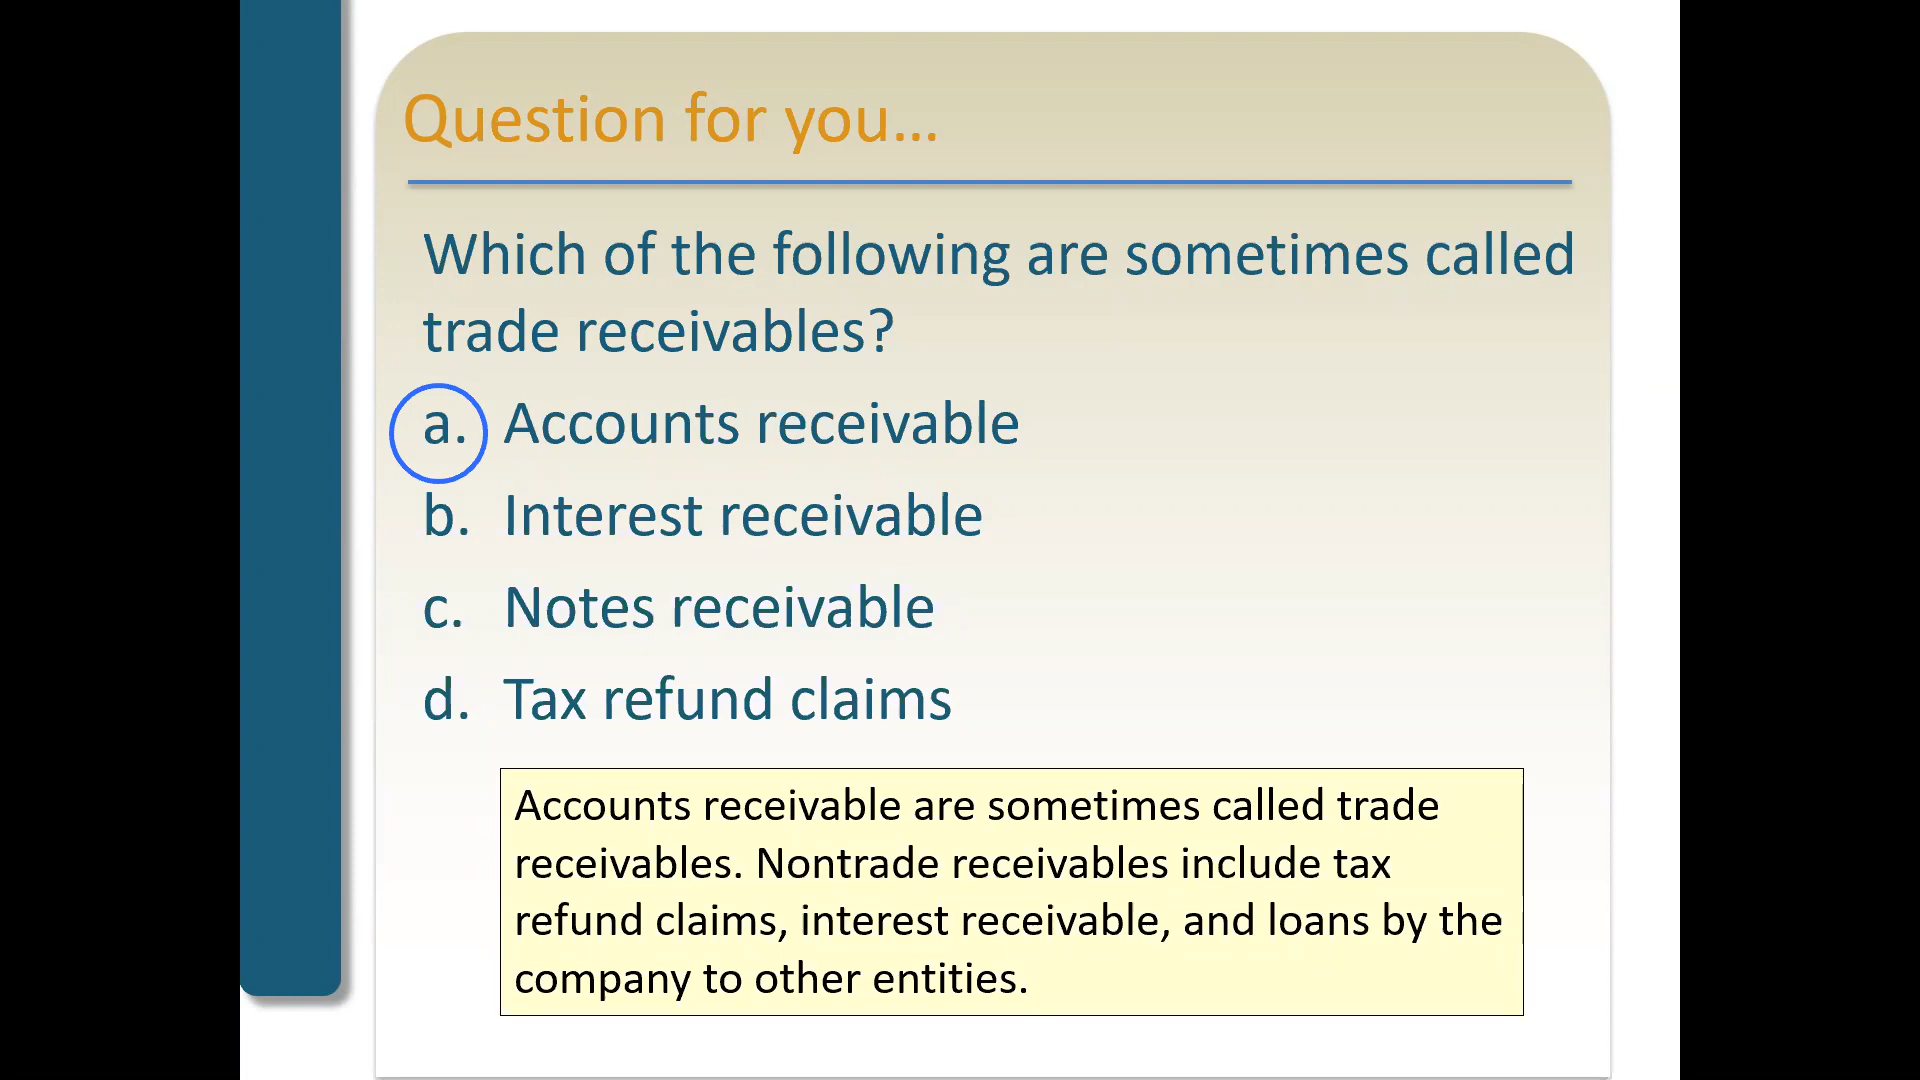 Question for you...
Which of the following are sometimes called
trade receivables?
a. Accounts receivable
b. Interest receivable
c. Notes receivable
d. Tax refund claims
Accounts receivable are sometimes called trade
receivables. Nontrade receivables include tax
refund claims, interest receivable, and loans by the
company to other entities.